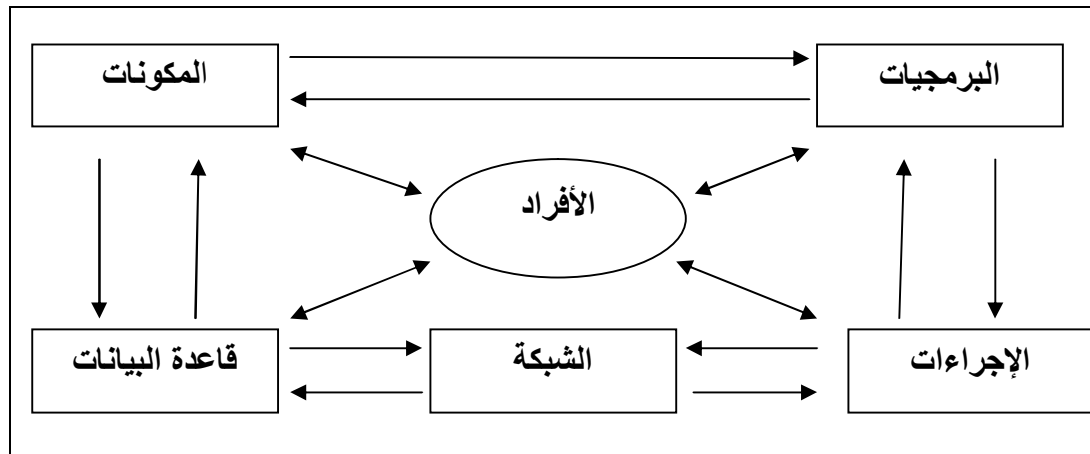 البرمجيات
المكونات
الأفراد
الإجراءات
الشبكة
قاعدة البيانات